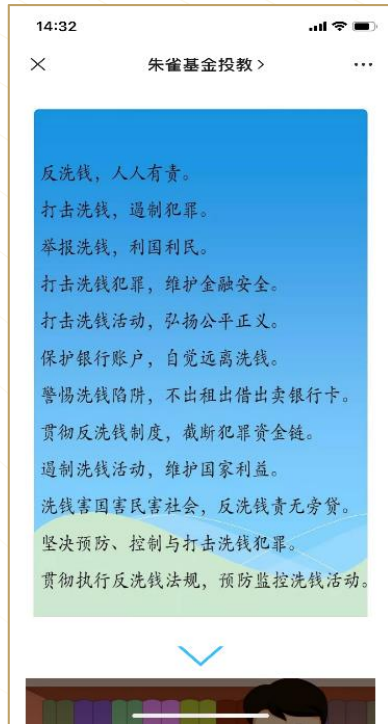 14:32
朱雀基金投教
反洗钱，人人有责。
打击洗钱，遏制犯罪。
举报洗钱，利国利民。
打击洗钱犯罪，维护金融安全。
打击洗钱活动，弘扬公平正义。
保护银行账户，自觉远离洗钱。
警惕洗钱陷阱，不出租出借出卖银行卡。
贯彻反洗钱制度，截断犯罪资金链。
遏制洗钱活动，维护国家利益。
洗钱害国害民害社会，反洗钱责无旁贷。
坚决预防、控制与打击洗钱犯罪。
贯彻执行反洗钱法规，预防监控洗钱活动。